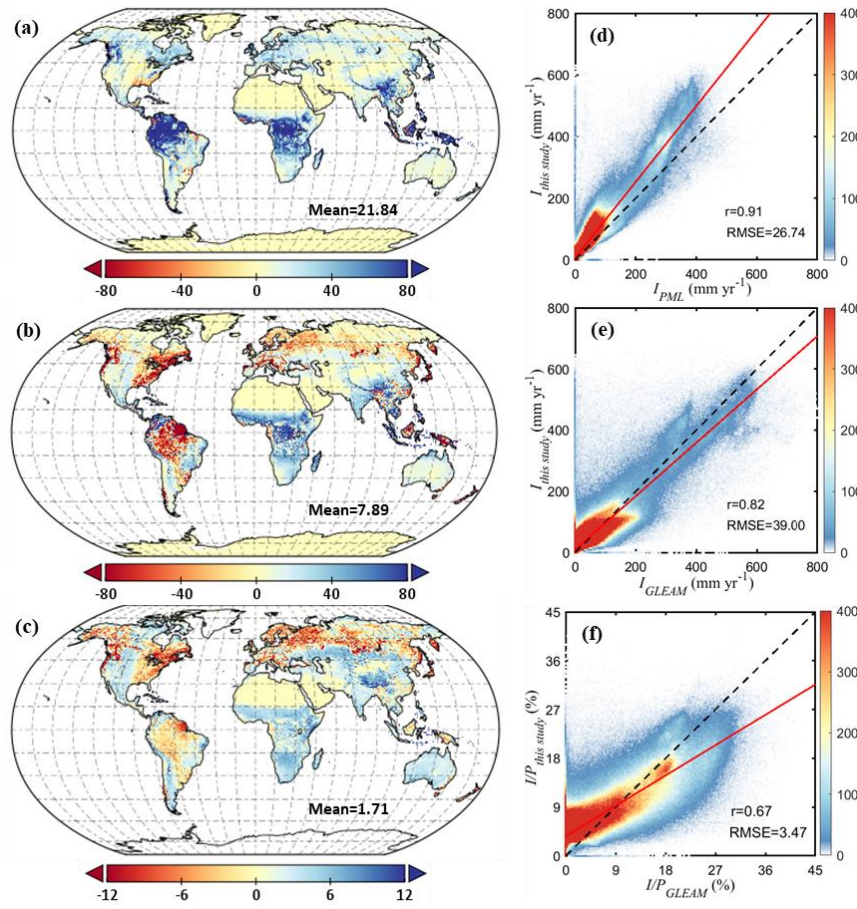 (a)
Mean=21.84
-80 -40 0 40 80
(d)
800
600
400
200
0
I this study (mm yr-1)
r=0.91
RMSE=26.74
0 200 400 600 800
I PML (mm yr-1)
400
300
200
100
0
(b)
Mean=7.89
-80 -40 0 40 80
(e)
800
600
400
200
0
I this study (mm yr-1)
r=0.82
RMSE=39.00
0 200 400 600 800
I GLEAM (mm yr-1)
300
200
100
0
(c)
Mean=1.71
-12 -6 0 6 12
(f)
45
36
27
18
9
0
I/P this study (%)
r=0.67
RMSE=3.47
0 9 18 27 36 45
I/P GLEAM (%)
400
300
200
100
0